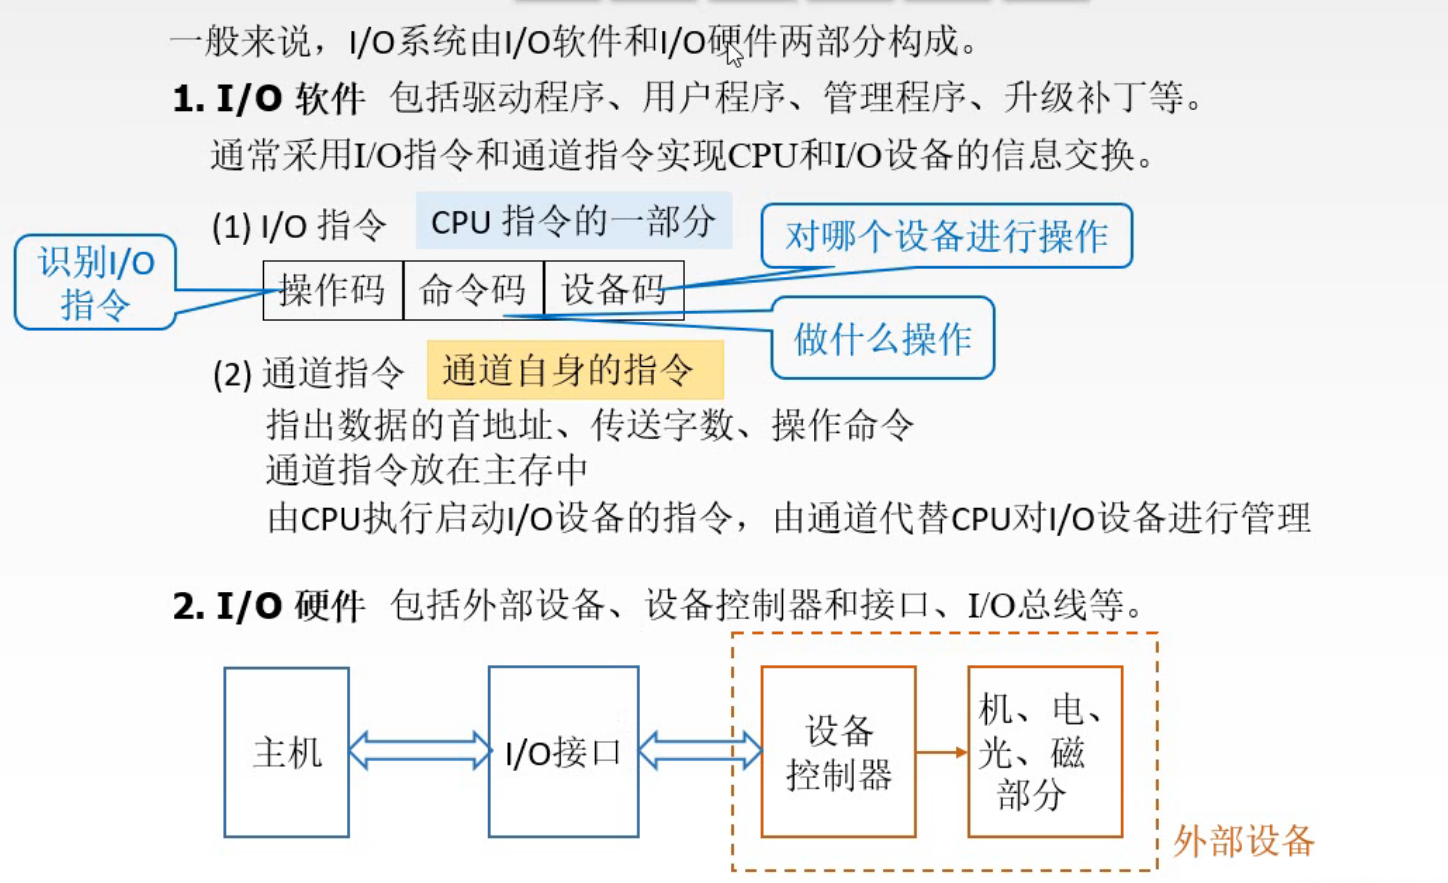 一般来说，I/O系统由I/O软件和I/O硬件两部分构成。
1. I/O 软件 包括驱动程序、用户程序、管理程序、升级补丁等。
通常采用I/O指令和通道指令实现CPU和I/O设备的信息交换。
(1) I/O 指令 CPU 指令的一部分
对哪个设备进行操作
识别I/O
指令
操作码 命令码 设备码
做什么操作
(2) 通道指令 通道自身的指令
指出数据的首地址、传送字数、操作命令
通道指令放在主存中
由CPU执行启动I/O设备的指令，由通道代替CPU对I/O设备进行管理
2. I/O 硬件 包括外部设备、设备控制器和接口、I/O总线等。
主机
I/O接口
设备
控制器
机、电、
光、磁
部分
外部设备